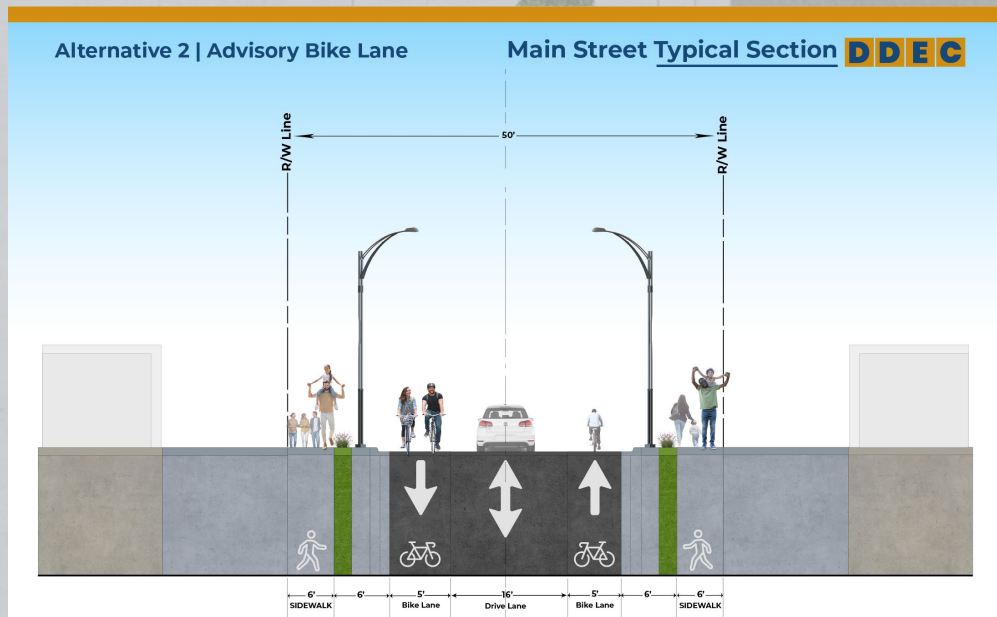 Alternative 2 | Advisory Bike Lane
Main Street Typical Section DDEC
R/W Line
50'
R/W Line
6' 6' 5' 16' 5' 6' 6'
SIDEWALK Bike Lane Drive Lane Bike Lane SIDEWALK